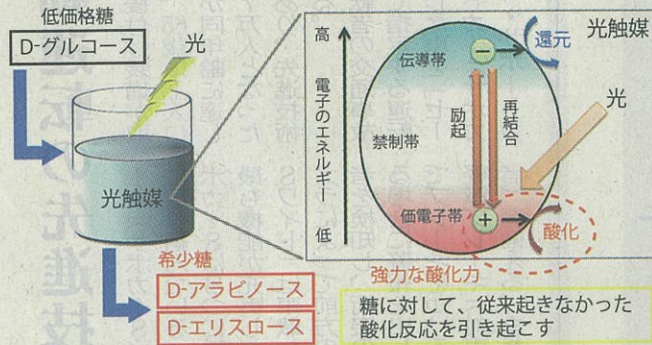 低価格糖
D-グルコース
光
光触媒
希少糖
D-アラビノース
D-エリスロース
高
電子のエネルギー
低
伝導帯
禁制帯
価電子帯
−
+
励起
再結合
還元
酸化
光触媒
光
強力な酸化力
糖に対して、従来起きなかった
酸化反応を引き起こす